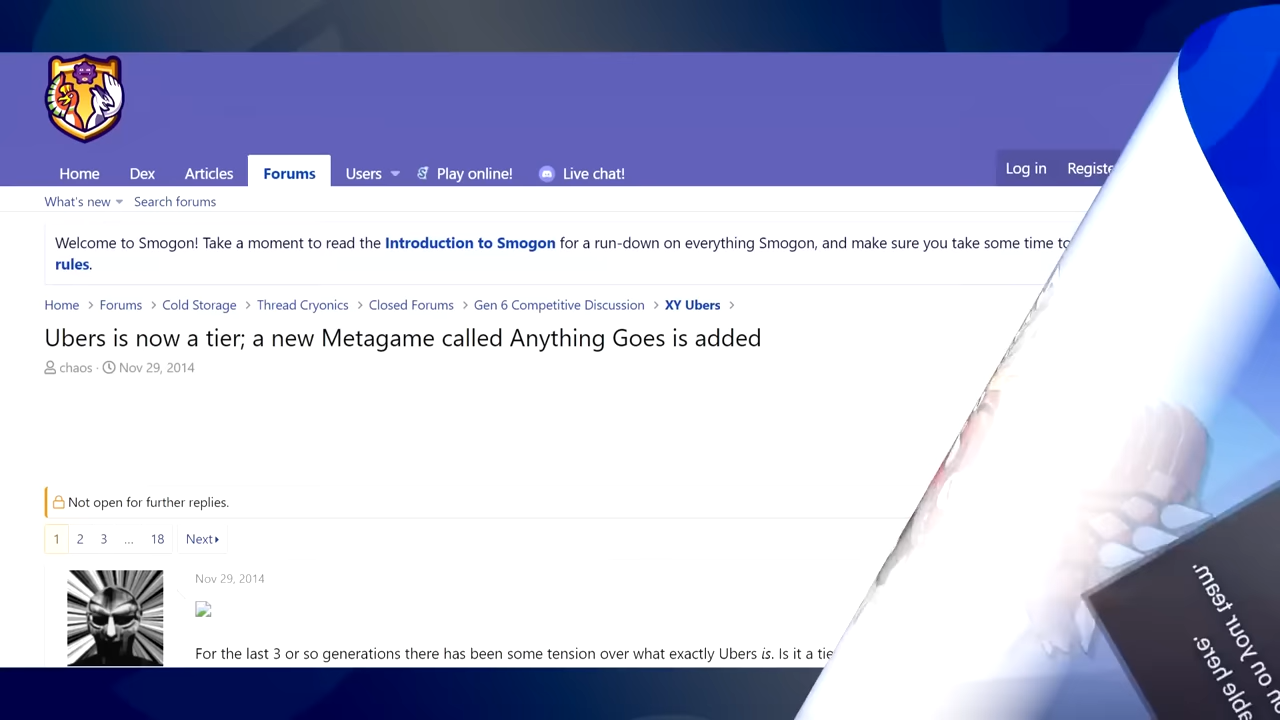 Home Dex Articles Forums Users Play online! Live chat! Log in
What's new Search forums
Welcome to Smogon! Take a moment to read the Introduction to Smogon for a run-down on everything Smogon, and make sure you take some time to
rules.
Home Forums Cold Storage Thread Cryonics Closed Forums Gen 6 Competitive Discussion XY Ubers
Ubers is now a tier; a new Metagame called Anything Goes is added
chaos · Nov 29, 2014
Not open for further replies.
1 2 3 ... 18 Next
Nov 29, 2014
For the last 3 or so generations there has been some tension over what exactly Ubers is. Is it a
on your team.
here.